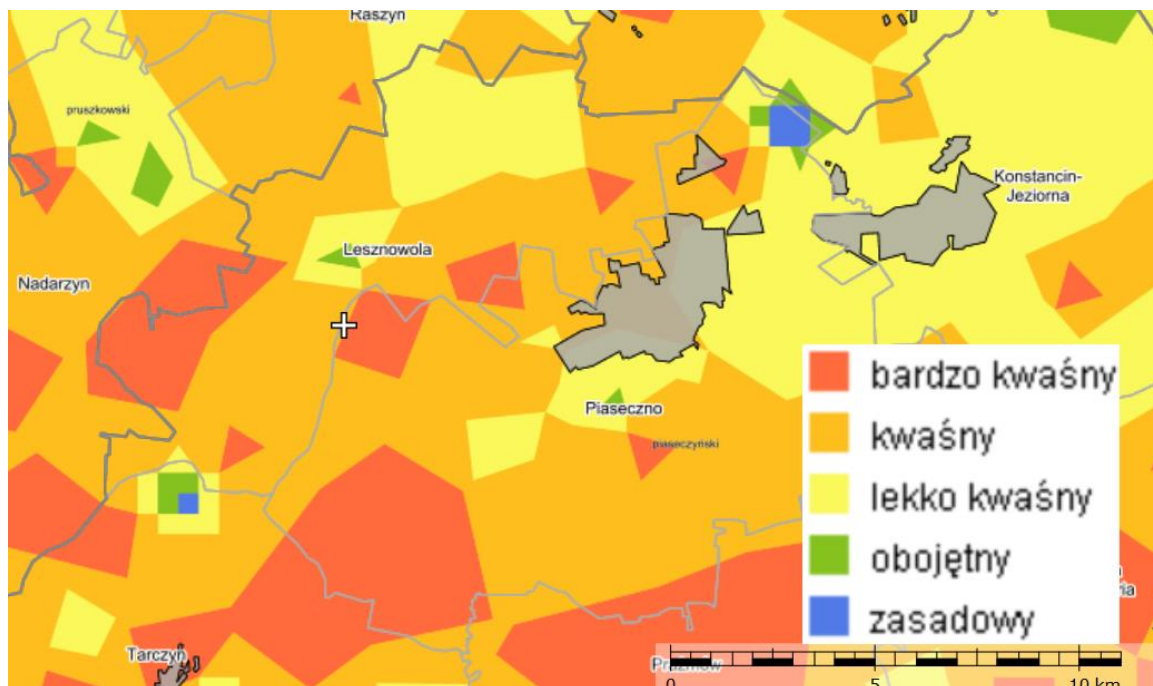 Raszyn
pruszkowski
Konstancin-
Jeziorna
Lesznowola
Nadarzyn
bardzo kwaśny
Piaseczno
kwaśny
piaseczyński
lekko kwaśny
obojętny
zasadowy
Tarczyn
Prażmów
0
5
10 km